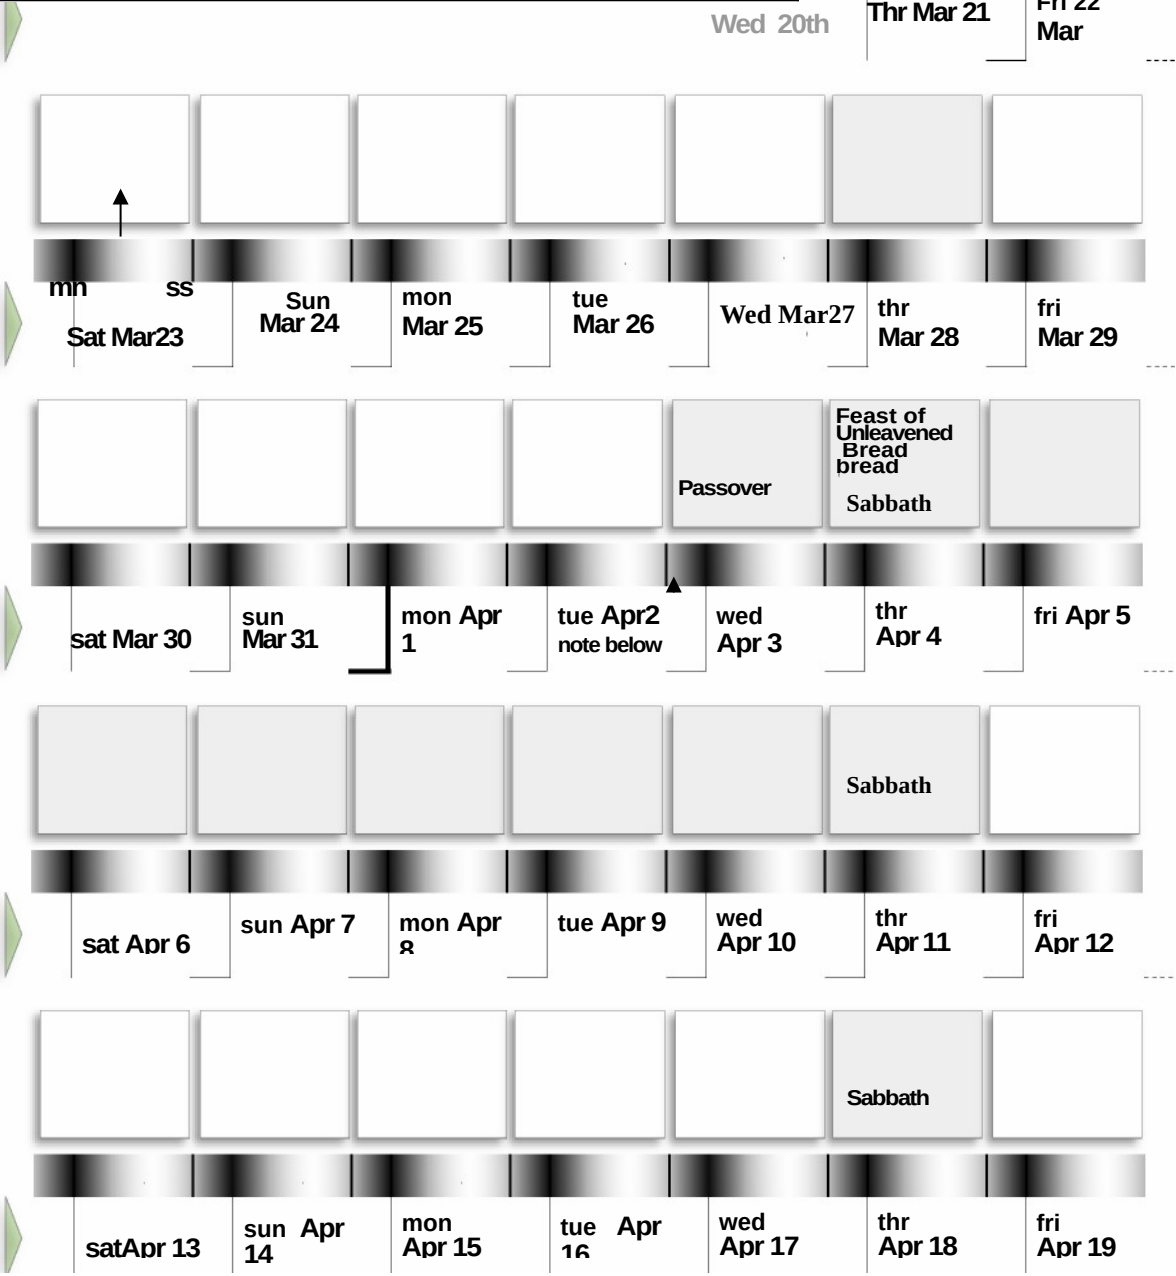 Wed 20th
Thr Mar 21
Fri 22
Mar
mn ss
Sat Mar23
Sun
Mar 24
mon
Mar 25
tue
Mar 26
Wed Mar27
thr
Mar 28
fri
Mar 29
Passover
Feast of
Unleavened
Bread
bread
Sabbath
sat Mar 30
sun
Mar 31
mon Apr
1
tue Apr2
note below
wed
Apr 3
thr
Apr 4
fri Apr 5
Sabbath
sat Apr 6
sun Apr 7
mon Apr
8
tue Apr 9
wed
Apr 10
thr
Apr 11
fri
Apr 12
Sabbath
satApr 13
sun Apr
14
mon
Apr 15
tue Apr
16
wed
Apr 17
thr
Apr 18
fri
Apr 19